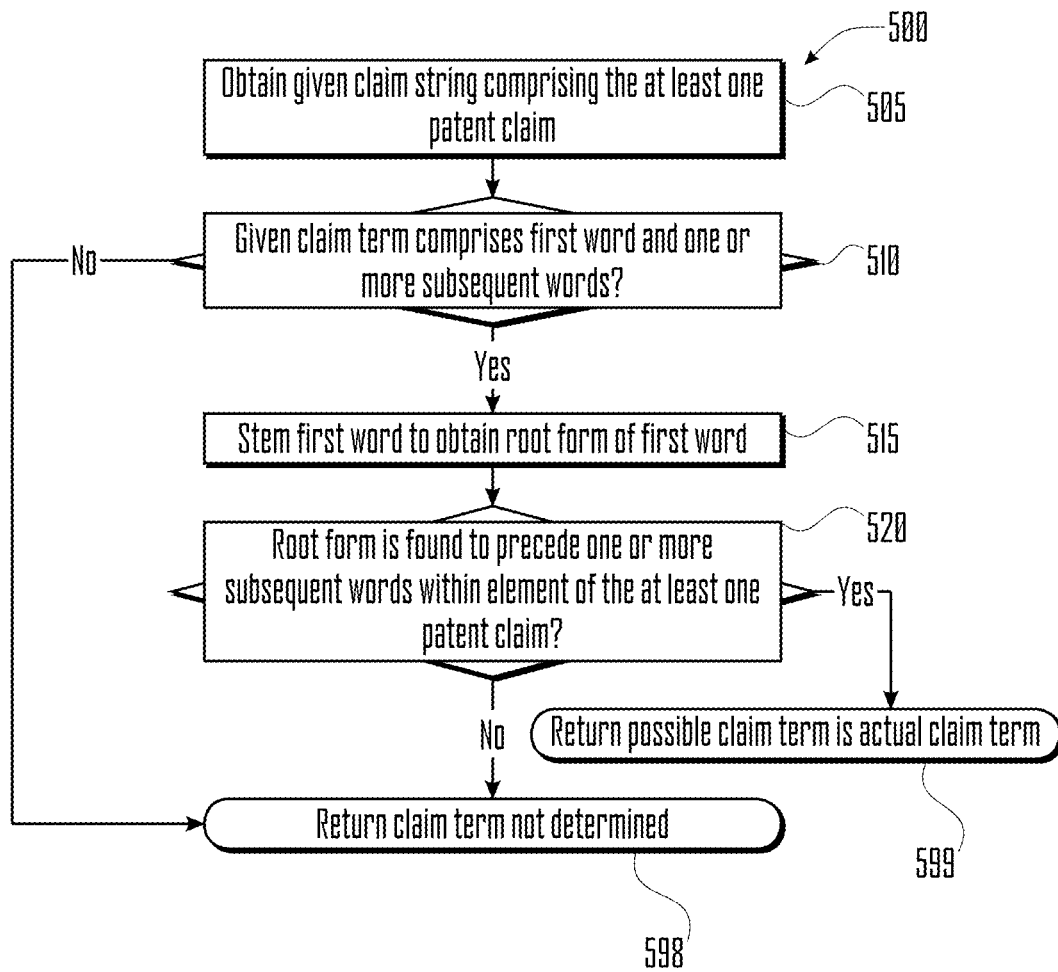 500
Obtain given claim string comprising the at least one
patent claim
505
Given claim term comprises first word and one or
more subsequent words?
510
No
Yes
Stem first word to obtain root form of first word
515
520
Root form is found to precede one or more
subsequent words within element of the at least one
patent claim?
Yes
No
Return possible claim term is actual claim term
Return claim term not determined
599
598